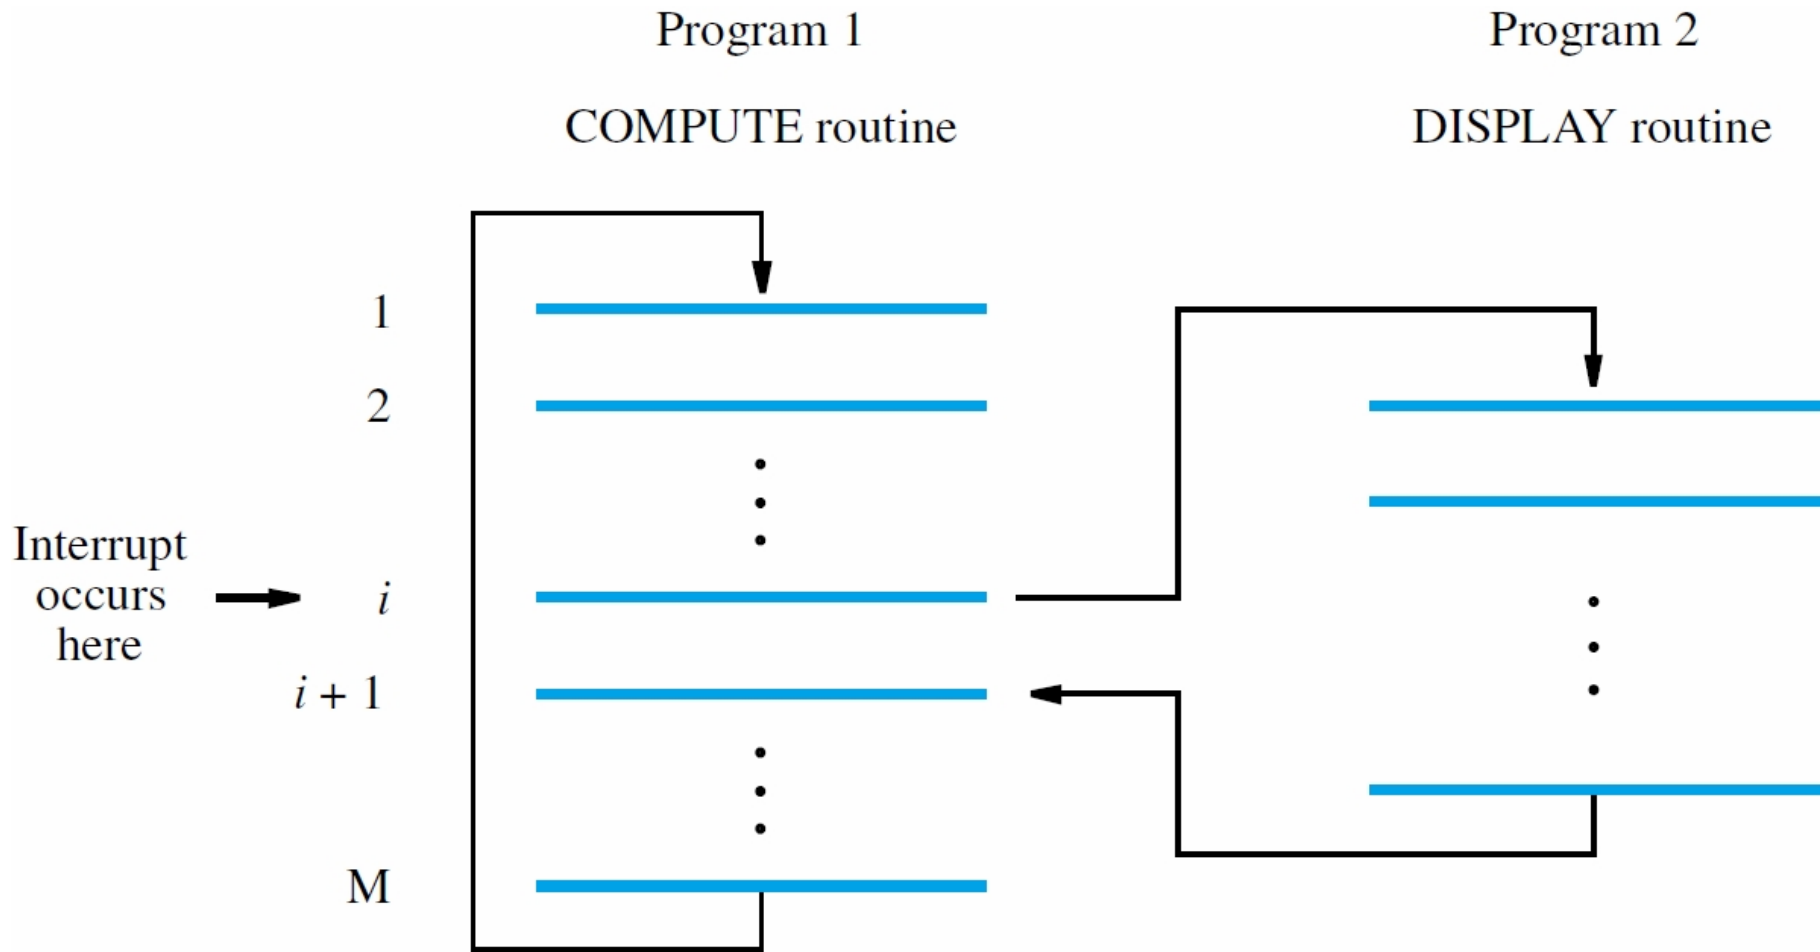 Program 1
Program 2
COMPUTE routine
DISPLAY routine
1
2
Interrupt
occurs
here
i
i + 1
M